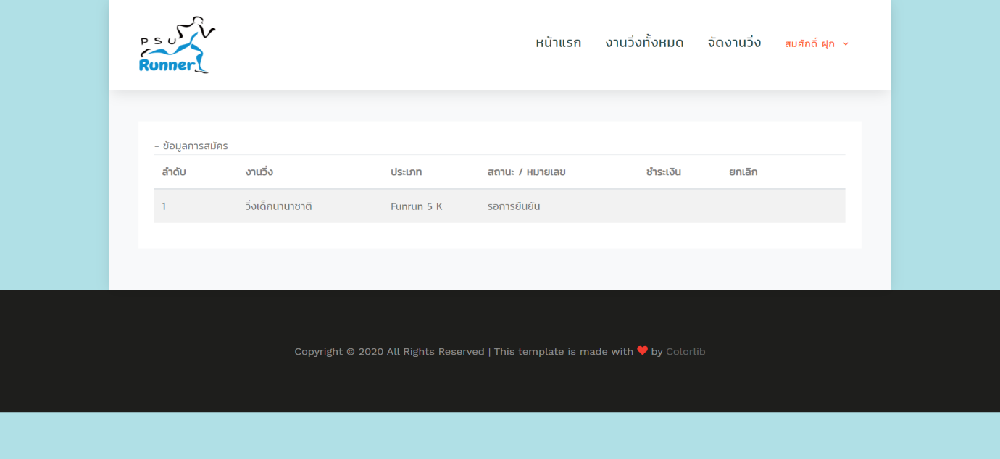 PSU
Runner
หน้าแรก งานวิ่งทั้งหมด จัดงานวิ่ง สมศักดิ์ ฝุก
- ข้อมูลการสมัคร
ลำดับ งานวิ่ง ประเภท สถานะ / หมายเลข ชำระเงิน ยกเลิก
1 วิ่งเด็กนานาชาติ Funrun 5 K รอการยืนยัน
Copyright © 2020 All Rights Reserved | This template is made with ❤ by Colorlib